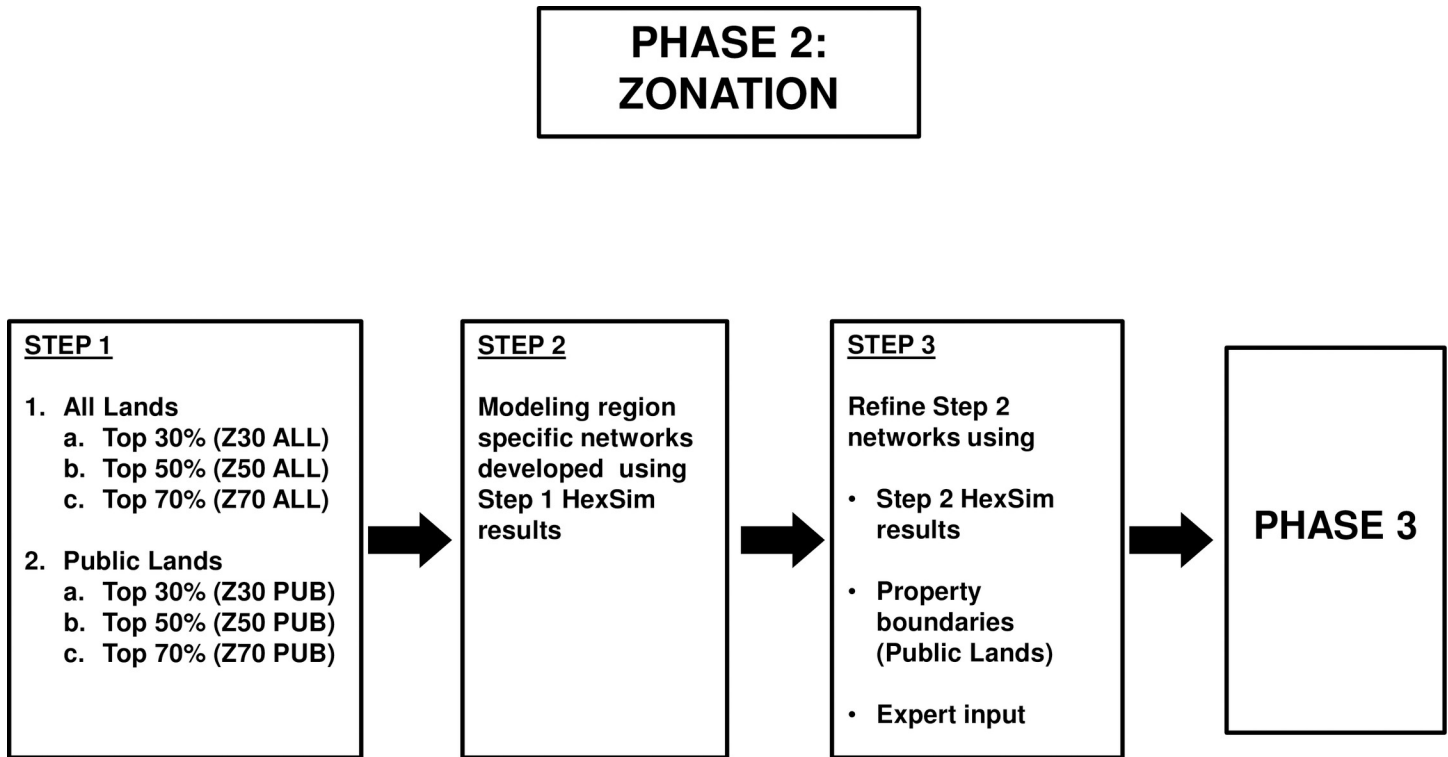 PHASE 2:
ZONATION
STEP 1
1. All Lands
a. Top 30% (Z30 ALL)
b. Top 50% (Z50 ALL)
c. Top 70% (Z70 ALL)
2. Public Lands
a. Top 30% (Z30 PUB)
b. Top 50% (Z50 PUB)
c. Top 70% (Z70 PUB)
STEP 2
Modeling region
specific networks
developed  using
Step 1 HexSim
results
STEP 3
Refine Step 2
networks using
• Step 2 HexSim
results
• Property
boundaries
(Public Lands)
• Expert input
PHASE 3